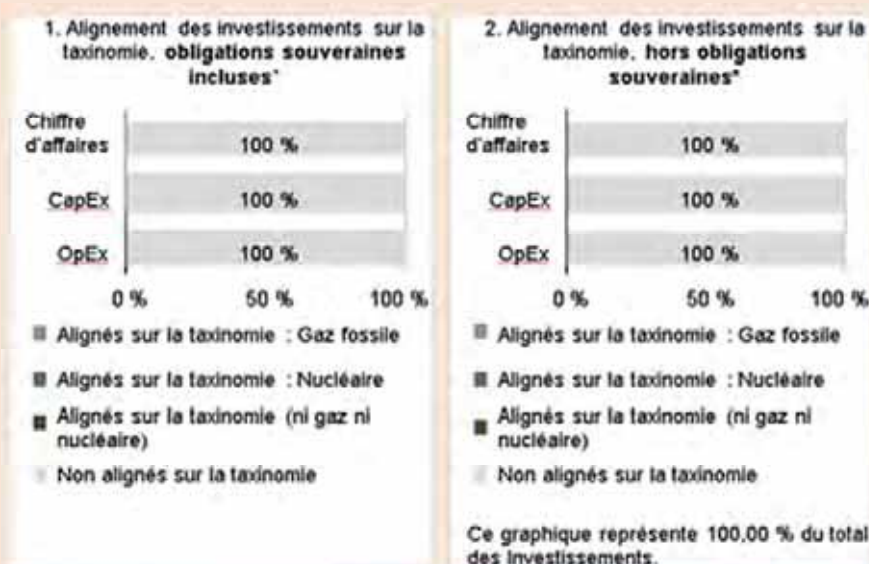 1. Alignement des investissements sur la
taxinomie, obligations souveraines
incluses*
Chiffre
d'affaires
100 %
CapEx
100 %
OpEx
100 %
0 % 50 % 100 %
Alignés sur la taxinomie : Gaz fossile
Alignés sur la taxinomie : Nucléaire
Alignés sur la taxinomie (ni gaz ni
nucléaire)
Non alignés sur la taxinomie
2. Alignement des investissements sur la
taxinomie, hors obligations
souveraines*
Chiffre
d'affaires
100 %
CapEx
100 %
OpEx
100 %
0 % 50 % 100 %
Alignés sur la taxinomie : Gaz fossile
Alignés sur la taxinomie : Nucléaire
Alignés sur la taxinomie (ni gaz ni
nucléaire)
Non alignés sur la taxinomie
Ce graphique représente 100,00 % du total
des Investissements.